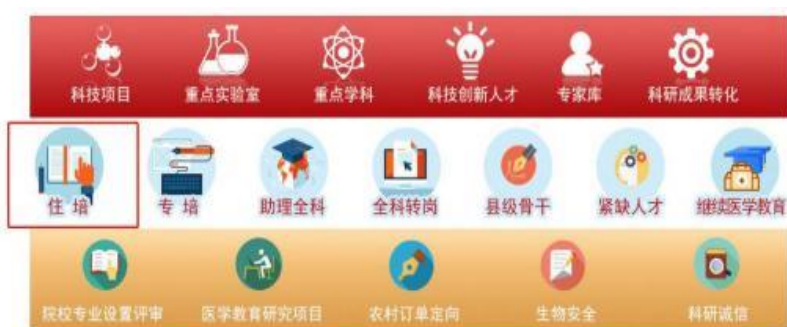 科技项目 重点实验室 重点学科 科技创新人才 专家库 科研成果转化
住 培 专 培 助理全科 全科转岗 县级骨干 紧缺人才 继续医学教育
院校专业设置评审 医学教育研究项目 农村订单定向 生物安全 科研诚信